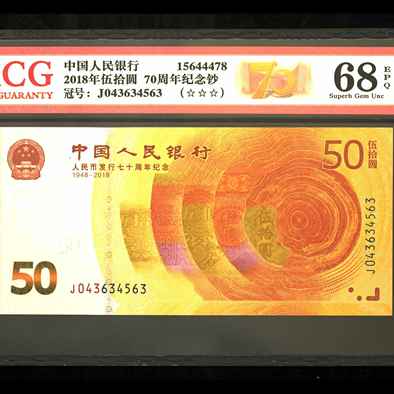 CG
GUARANTY
中国人民银行 15644478
2018年伍拾圆 70周年纪念钞
冠号: J043634563 (☆☆☆)
70
68
EPQ
Superb Gem Unc
中国人民银行
人民币发行七十周年纪念
1948-2018
50
伍拾圆
J043634563
50
J043634563